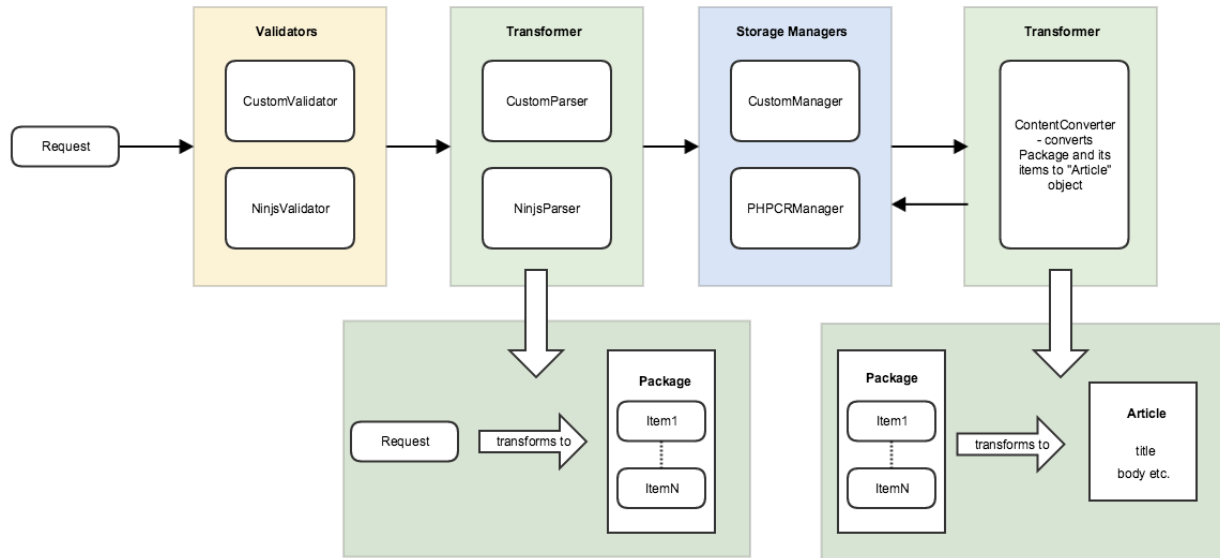 Validators
CustomValidator
NinjsValidator
Request
Transformer
CustomParser
NinjsParser
Storage Managers
CustomManager
PHPCRManager
Transformer
ContentConverter
- converts
Package and its
items to "Article"
object
Request
transforms to
Package
Item1
ItemN
Package
Item1
ItemN
transforms to
Article
title
body etc.